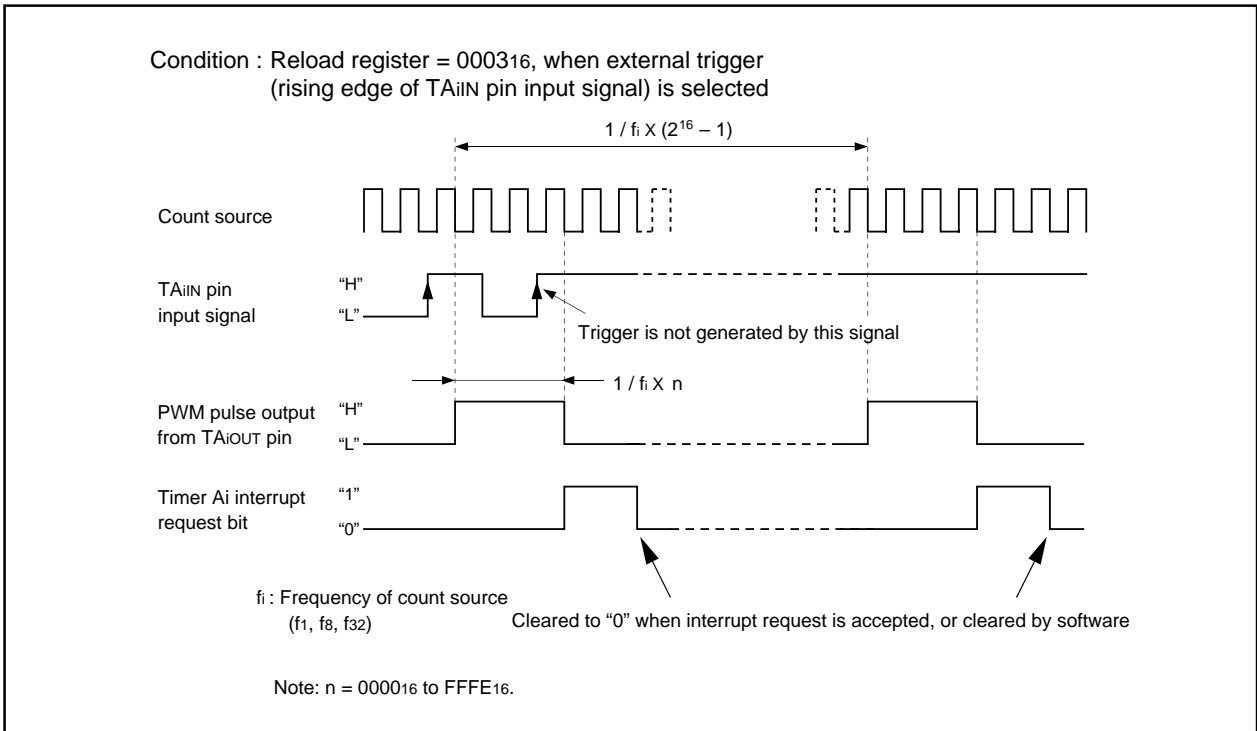 Condition : Reload register = 000316, when external trigger
(rising edge of TAiIN pin input signal) is selected
1 / fi X (2^16 – 1)
Count source
TAiIN pin
input signal
“H”
“L”
Trigger is not generated by this signal
1 / fi X n
PWM pulse output
from TAiOUT pin
“H”
“L”
Timer Ai interrupt
request bit
“1”
“0”
fi : Frequency of count source
(f1, f8, f32)
Cleared to “0” when interrupt request is accepted, or cleared by software
Note: n = 000016 to FFFE16.